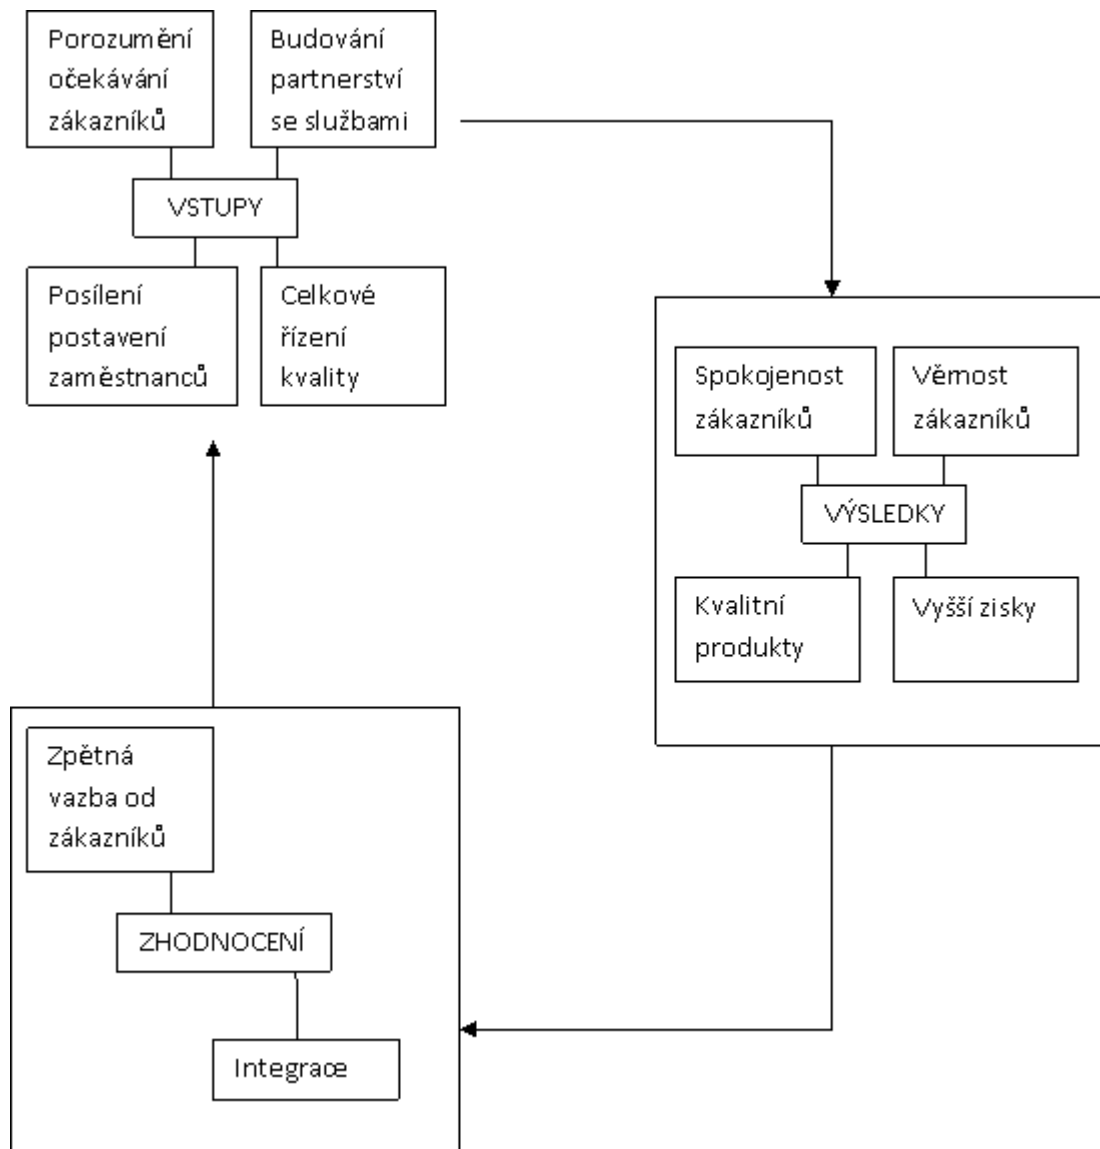 Porozumění
očekávání
zákazníků
Budování
partnerství
se službami
VSTUPY
Posílení
postavení
zaměstnanců
Celkové
řízení
kvality
Spokojenost
zákazníků
Věrnost
zákazníků
VÝSLEDKY
Kvalitní
produkty
Vyšší zisky
Zpětná
vazba od
zákazníků
ZHODNOCENÍ
Integrace